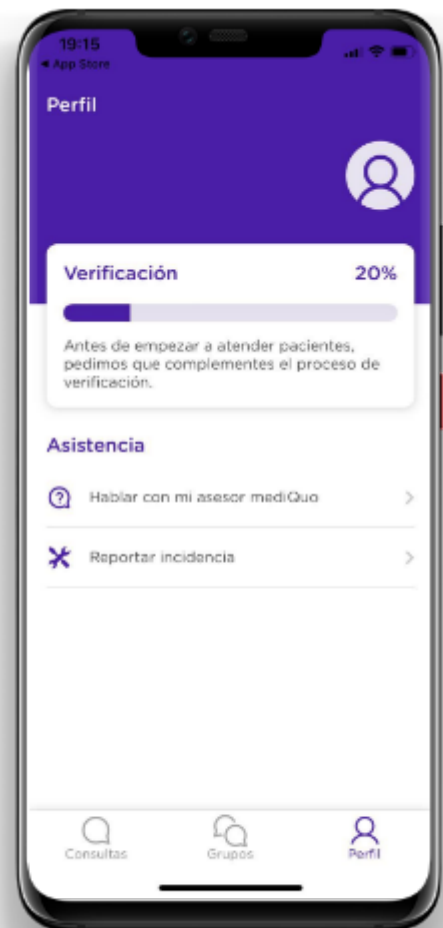 19:15
◀ App Store
Perfil
Verificación 20%
Antes de empezar a atender pacientes,
pedimos que complementes el proceso de
verificación.
Asistencia
Hablar con mi asesor mediQuo
Reportar incidencia
Consultas Grupos Perfil